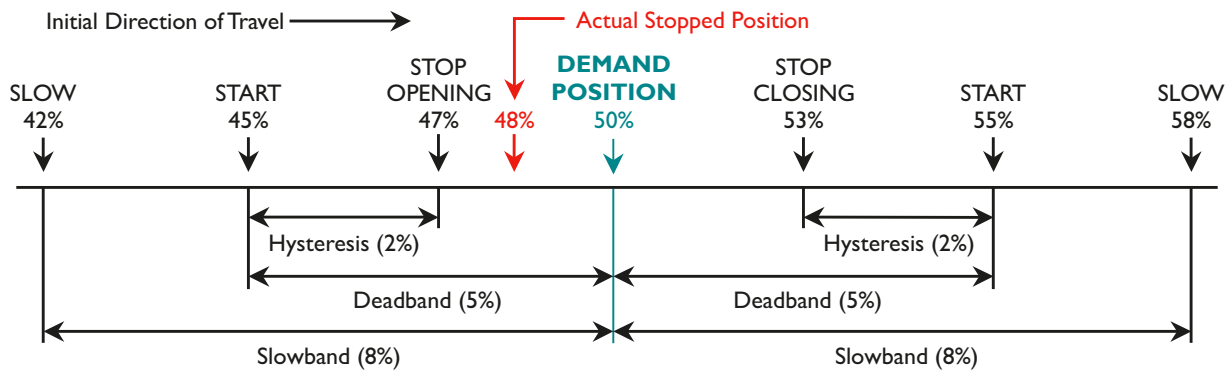 Initial Direction of Travel
Actual Stopped Position
SLOW
42%
START
45%
STOP
OPENING
47%
48%
DEMAND
POSITION
50%
STOP
CLOSING
53%
START
55%
SLOW
58%
Hysteresis (2%)
Hysteresis (2%)
Deadband (5%)
Deadband (5%)
Slowband (8%)
Slowband (8%)